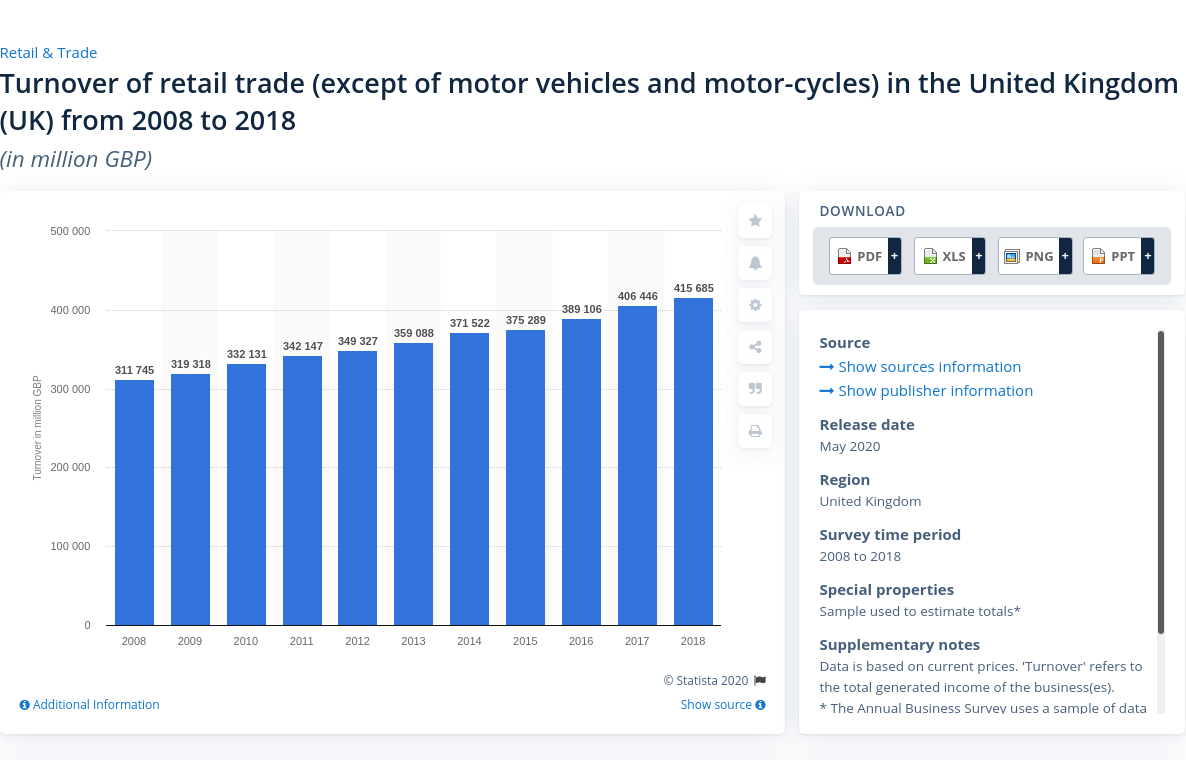 Retail & Trade
Turnover of retail trade (except of motor vehicles and motor-cycles) in the United Kingdom
(UK) from 2008 to 2018
(in million GBP)
Turnover in million GBP
500 000
400 000
300 000
200 000
100 000
0
311 745
319 318
332 131
342 147
349 327
359 088
371 522
375 289
389 106
406 446
415 685
2008
2009
2010
2011
2012
2013
2014
2015
2016
2017
2018
© Statista 2020
Additional Information
Show source
DOWNLOAD
PDF +
XLS +
PNG +
PPT +
Source
Show sources information
Show publisher information
Release date
May 2020
Region
United Kingdom
Survey time period
2008 to 2018
Special properties
Sample used to estimate totals*
Supplementary notes
Data is based on current prices. 'Turnover' refers to
the total generated income of the business(es).
* The Annual Business Survey uses a sample of data